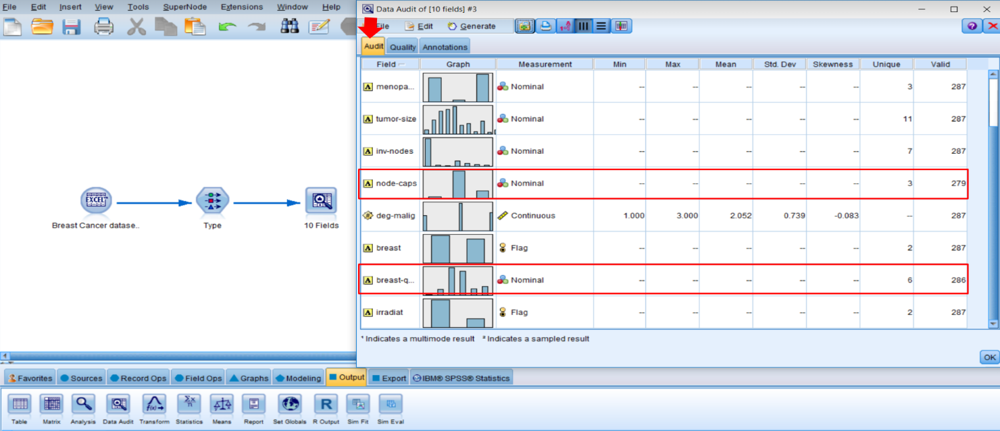 File Edit Insert View Tools SuperNode Extensions Window Help
Data Audit of [10 fields] #3
File Edit Generate
Audit Quality Annotations
Field Graph Measurement Min Max Mean Std. Dev Skewness Unique Valid
A menopa... Nominal -- -- -- -- -- 3 287
A tumor-size Nominal -- -- -- -- -- 11 287
A inv-nodes Nominal -- -- -- -- -- 7 287
A node-caps Nominal -- -- -- -- -- 3 279
deg-malig Continuous 1.000 3.000 2.052 0.739 -0.083 -- 287
A breast Flag -- -- -- -- -- 2 287
A breast-q... Nominal -- -- -- -- -- 6 286
A irradiat Flag -- -- -- -- -- 2 287
¹ Indicates a multimode result ² Indicates a sampled result
OK
EXCEL
Breast Cancer datase..
Type
10 Fields
Favorites Sources Record Ops Field Ops Graphs Modeling Output Export IBM® SPSS® Statistics
Table Matrix Analysis Data Audit Transform Statistics Means Report Set Globals R Output Sim Fit Sim Eval